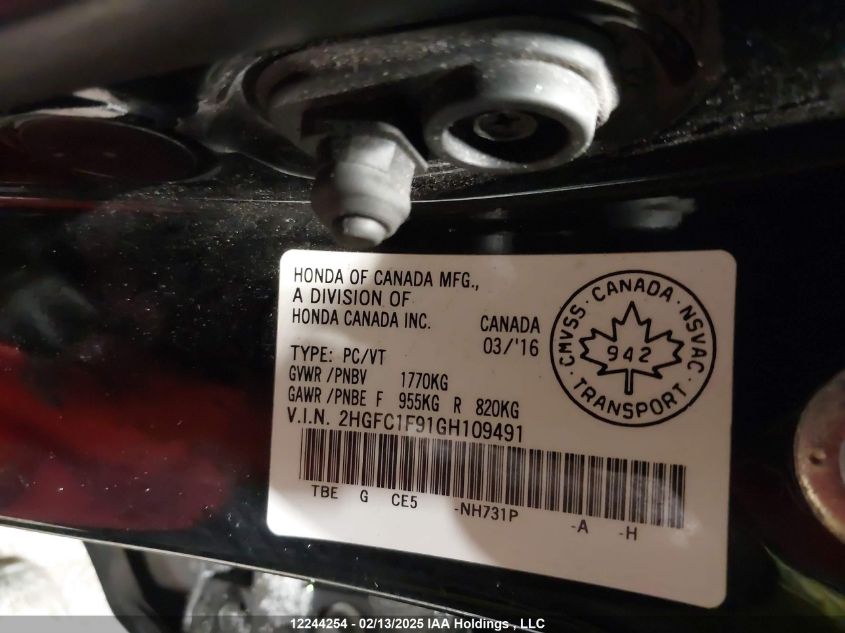 HONDA OF CANADA MFG.,
A DIVISION OF
HONDA CANADA INC.
CANADA
03/'16
TYPE: PC/VT
GVWR /PNBV 1770KG
GAWR /PNBE F 955KG R 820KG
V.I.N. 2HGFC1F91GH109491
TBE G CE5 -NH731P -A -H
CMVSS · CANADA · NSVAC
942
TRANSPORT
12244254 - 02/13/2025 IAA Holdings , LLC